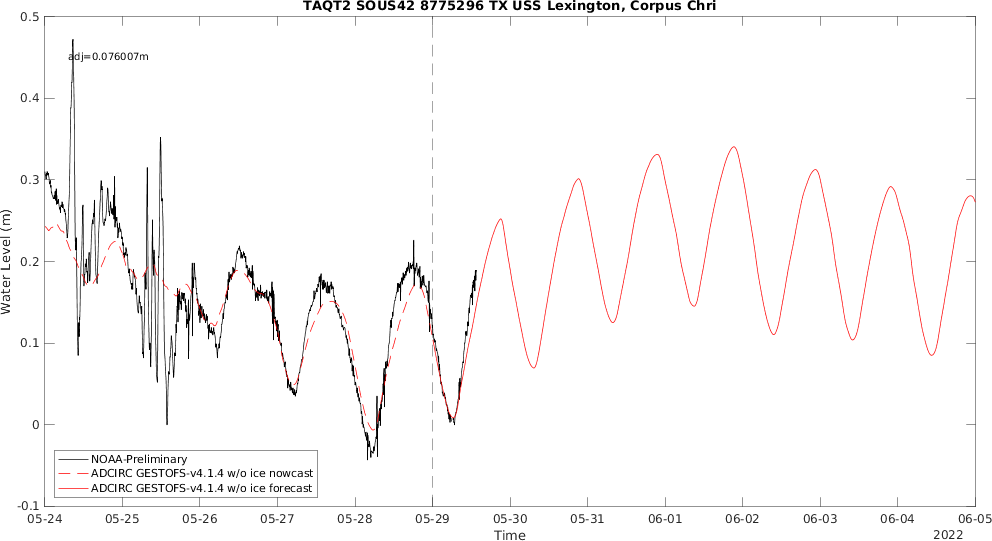 TAQT2 SOUS42 8775296 TX USS Lexington, Corpus Chri
adj=0.076007m
0.5
0.4
0.3
0.2
0.1
0
-0.1
Water Level (m)
NOAA-Preliminary
ADCIRC GESTOFS-v4.1.4 w/o ice nowcast
ADCIRC GESTOFS-v4.1.4 w/o ice forecast
05-24 05-25 05-26 05-27 05-28 05-29 05-30 05-31 06-01 06-02 06-03 06-04 06-05
Time
2022